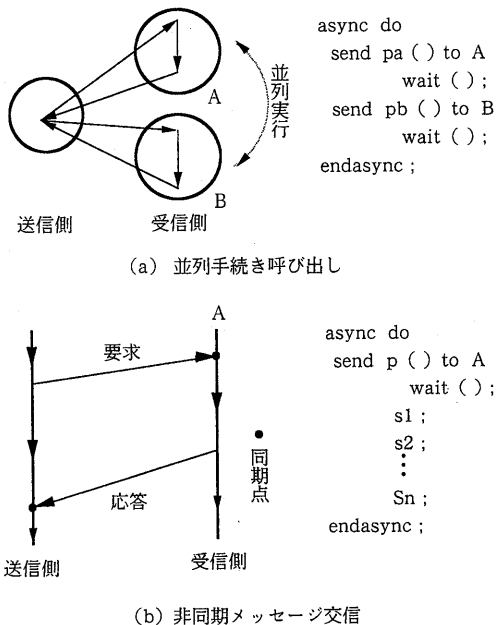 async do
send pa ( ) to A
wait ( ) ;
send pb ( ) to B
wait ( ) ;
endasync ;
A
B
並列実行
送信側
受信側
(a) 並列手続き呼び出し
A
要求
応答
同期点
送信側
受信側
async do
send p ( ) to A
wait ( ) ;
s1 ;
s2 ;
⋮
Sn ;
endasync ;
(b) 非同期メッセージ交信